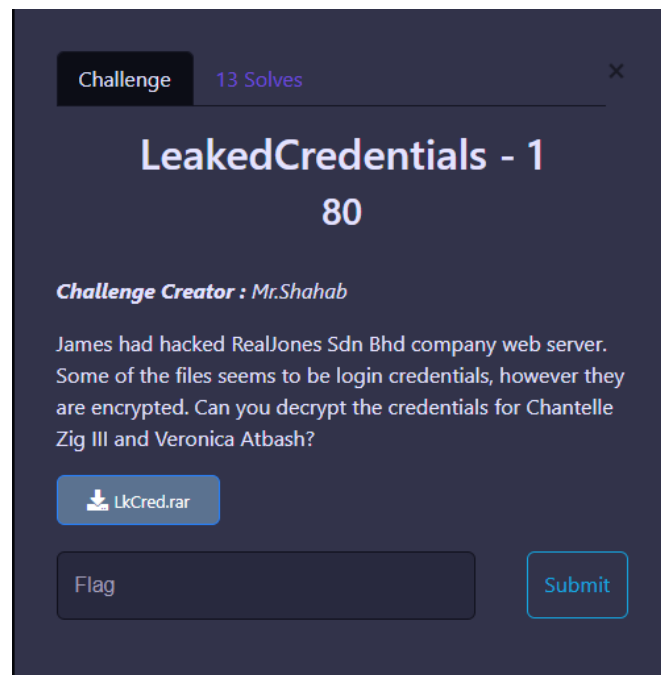 Challenge 13 Solves ×
LeakedCredentials - 1
80
Challenge Creator : Mr.Shahab
James had hacked RealJones Sdn Bhd company web server.
Some of the files seems to be login credentials, however they
are encrypted. Can you decrypt the credentials for Chantelle
Zig III and Veronica Atbash?
LkCred.rar
Flag Submit